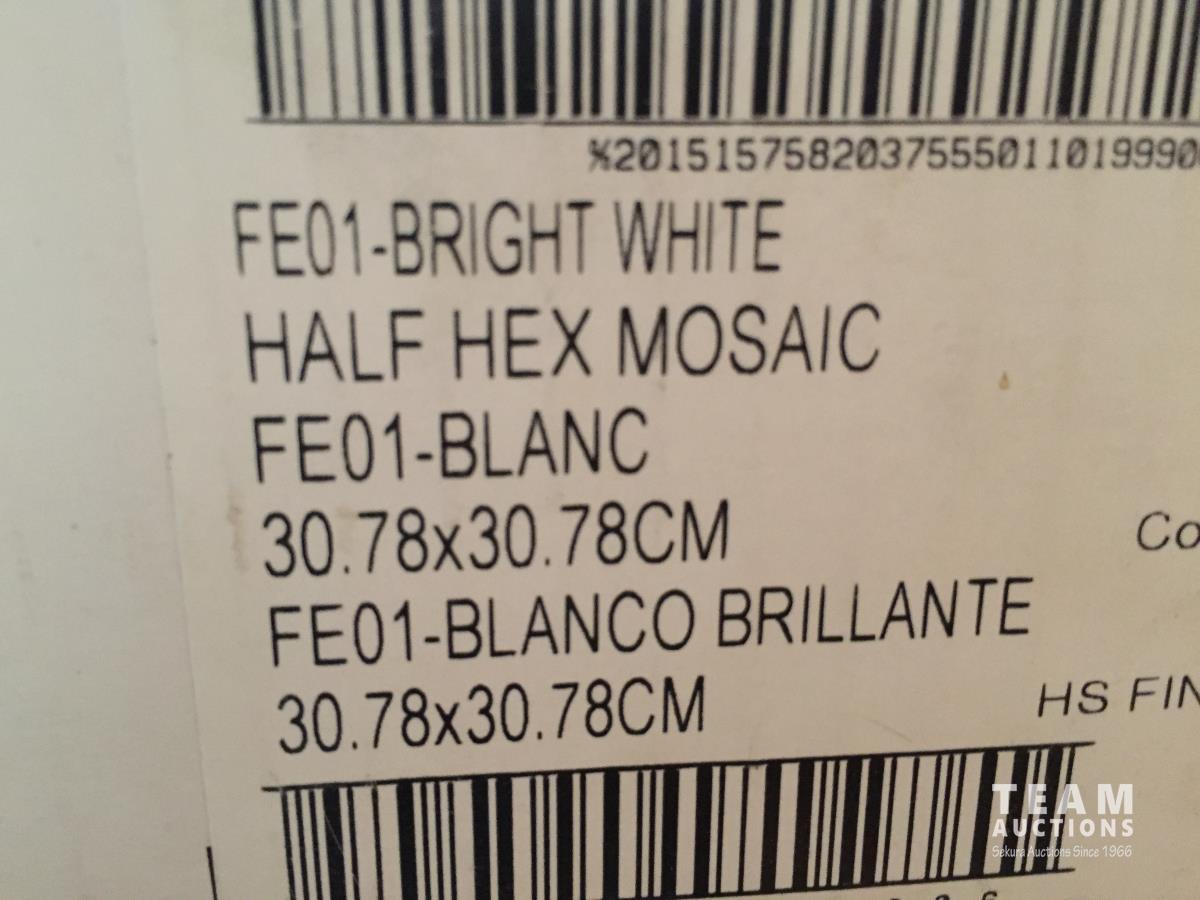 %20151575820375550110199900
FE01-BRIGHT WHITE
HALF HEX MOSAIC
FE01-BLANC
30.78x30.78CM
Co
FE01-BLANCO BRILLANTE
30.78x30.78CM
HS FIN
TEAM
AUCTIONS
Sekura Auctions Since 1966